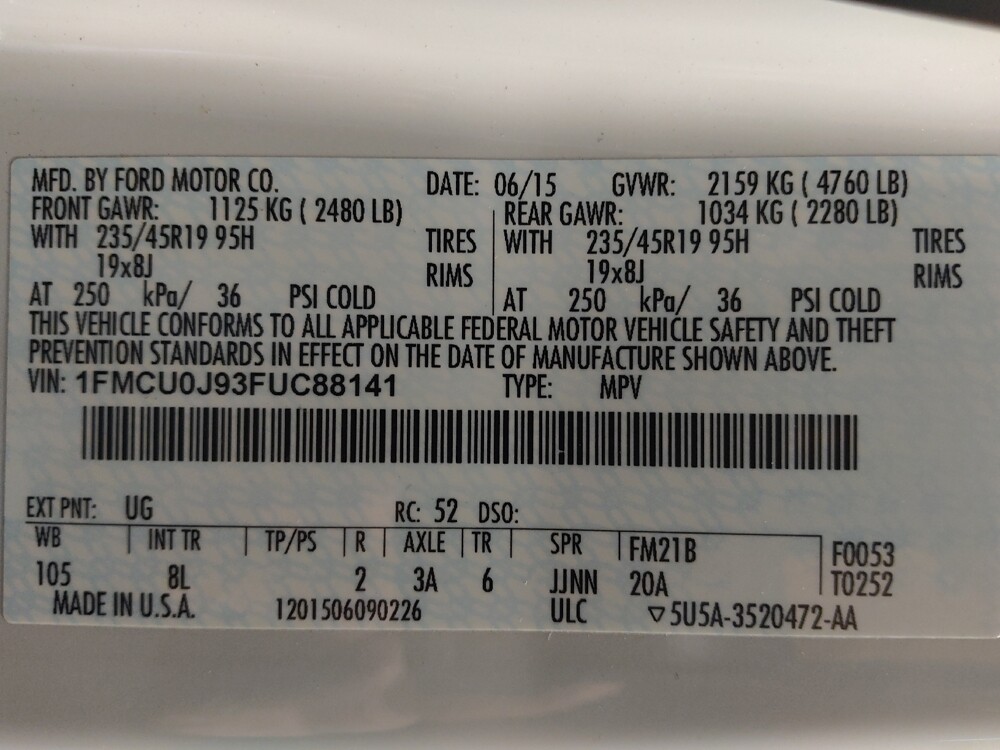 MFD. BY FORD MOTOR CO. DATE: 06/15 GVWR: 2159 KG ( 4760 LB)
FRONT GAWR: 1125 KG ( 2480 LB) REAR GAWR: 1034 KG ( 2280 LB)
WITH 235/45R19 95H TIRES WITH 235/45R19 95H TIRES
19x8J RIMS 19x8J RIMS
AT 250 kPa/ 36 PSI COLD AT 250 kPa/ 36 PSI COLD
THIS VEHICLE CONFORMS TO ALL APPLICABLE FEDERAL MOTOR VEHICLE SAFETY AND THEFT
PREVENTION STANDARDS IN EFFECT ON THE DATE OF MANUFACTURE SHOWN ABOVE.
VIN: 1FMCU0J93FUC88141 TYPE: MPV
EXT PNT: UG RC: 52 DSO:
WB INT TR TP/PS R AXLE TR SPR FM21B F0053
105 8L 2 3A 6 JJNN 20A T0252
MADE IN U.S.A. 1201506090226 ULC ▽5U5A-3520472-AA